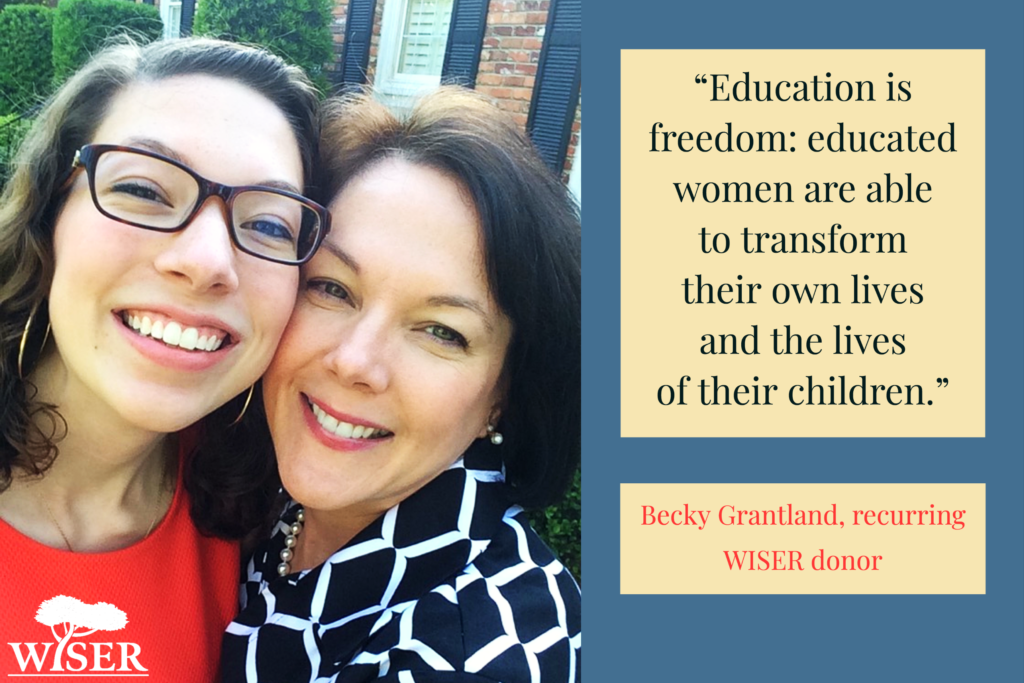 “Education is
freedom: educated
women are able
to transform
their own lives
and the lives
of their children.”
Becky Grantland, recurring
WISER donor
WISER